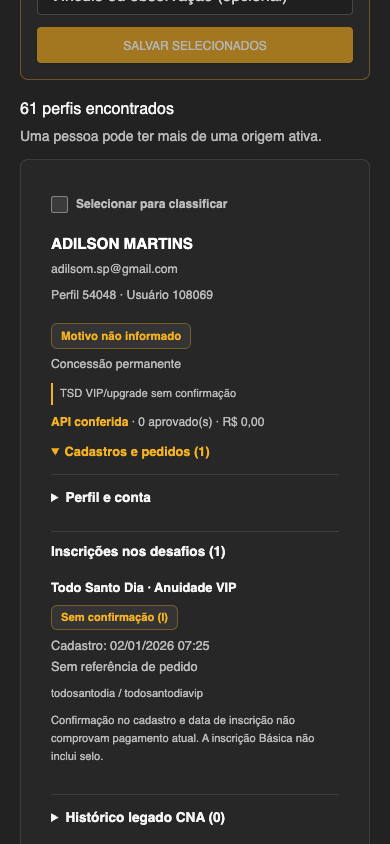 Vínculo ou observação (opcional)
SALVAR SELECIONADOS
61 perfis encontrados
Uma pessoa pode ter mais de uma origem ativa.
Selecionar para classificar
ADILSON MARTINS
adilsom.sp@gmail.com
Perfil 54048 · Usuário 108069
Motivo não informado
Concessão permanente
TSD VIP/upgrade sem confirmação
API conferida · 0 aprovado(s) · R$ 0,00
▼ Cadastros e pedidos (1)
▶ Perfil e conta
Inscrições nos desafios (1)
Todo Santo Dia · Anuidade VIP
Sem confirmação (I)
Cadastro: 02/01/2026 07:25
Sem referência de pedido
todosantodia / todosantodiavip
Confirmação no cadastro e data de inscrição não
comprovam pagamento atual. A inscrição Básica não
inclui selo.
▶ Histórico legado CNA (0)